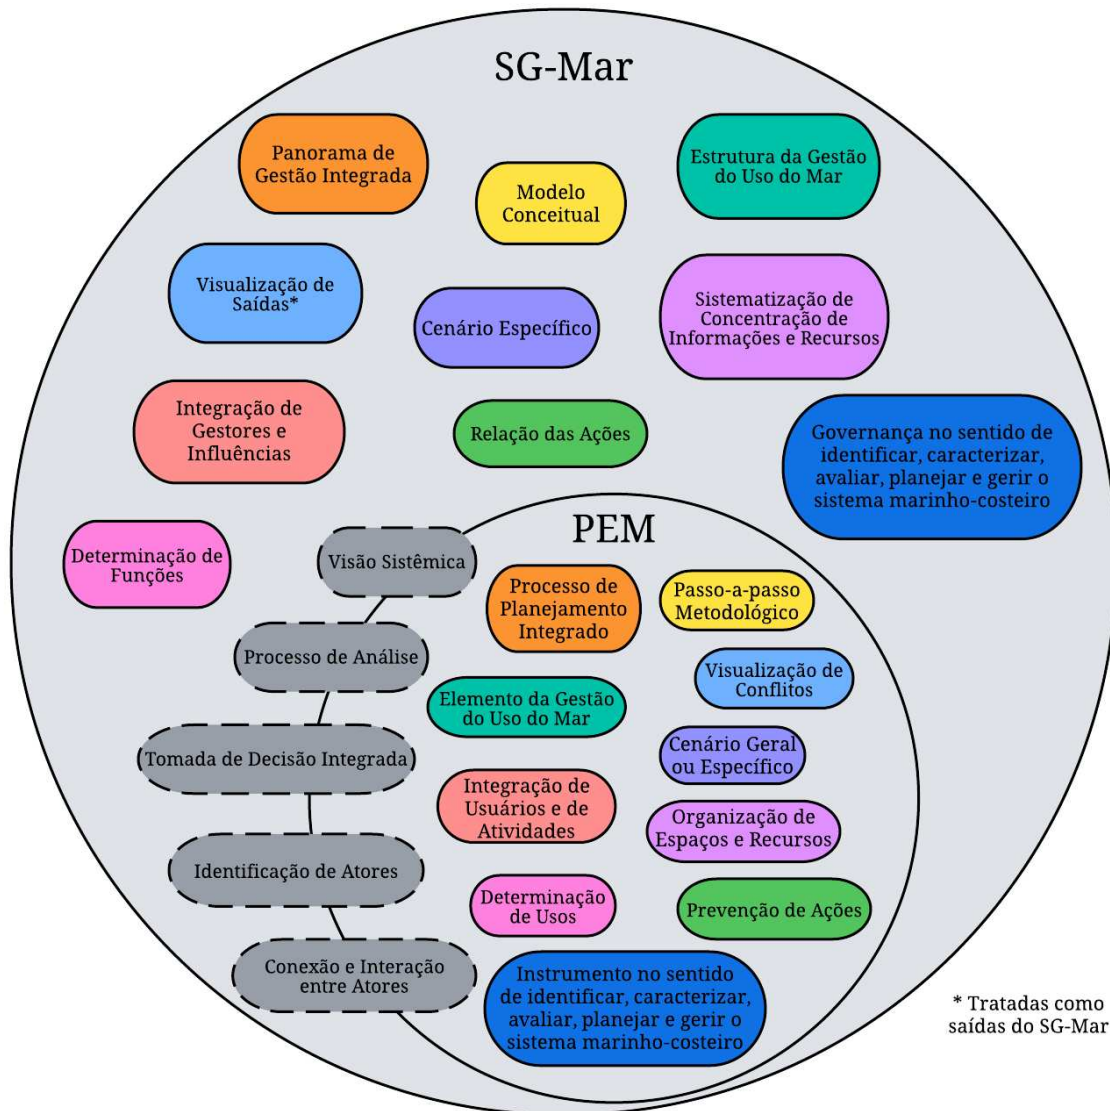 SG-Mar
Panorama de
Gestão Integrada
Modelo
Conceitual
Estrutura da Gestão
do Uso do Mar
Visualização de
Saídas*
Cenário Específico
Sistematização de
Concentração de
Informações e Recursos
Integração de
Gestores e
Influências
Relação das Ações
Governança no sentido de
identificar, caracterizar,
avaliar, planejar e gerir o
sistema marinho-costeiro
Determinação de
Funções
PEM
Visão Sistêmica
Processo de Análise
Tomada de Decisão Integrada
Identificação de Atores
Conexão e Interação
entre Atores
Processo de
Planejamento
Integrado
Passo-a-passo
Metodológico
Visualização de
Conflitos
Elemento da Gestão
do Uso do Mar
Cenário Geral
ou Específico
Integração de
Usuários e de
Atividades
Organização de
Espaços e Recursos
Determinação
de Usos
Prevenção de Ações
Instrumento no sentido
de identificar, caracterizar,
avaliar, planejar e gerir o
sistema marinho-costeiro
* Tratadas como
saídas do SG-Mar